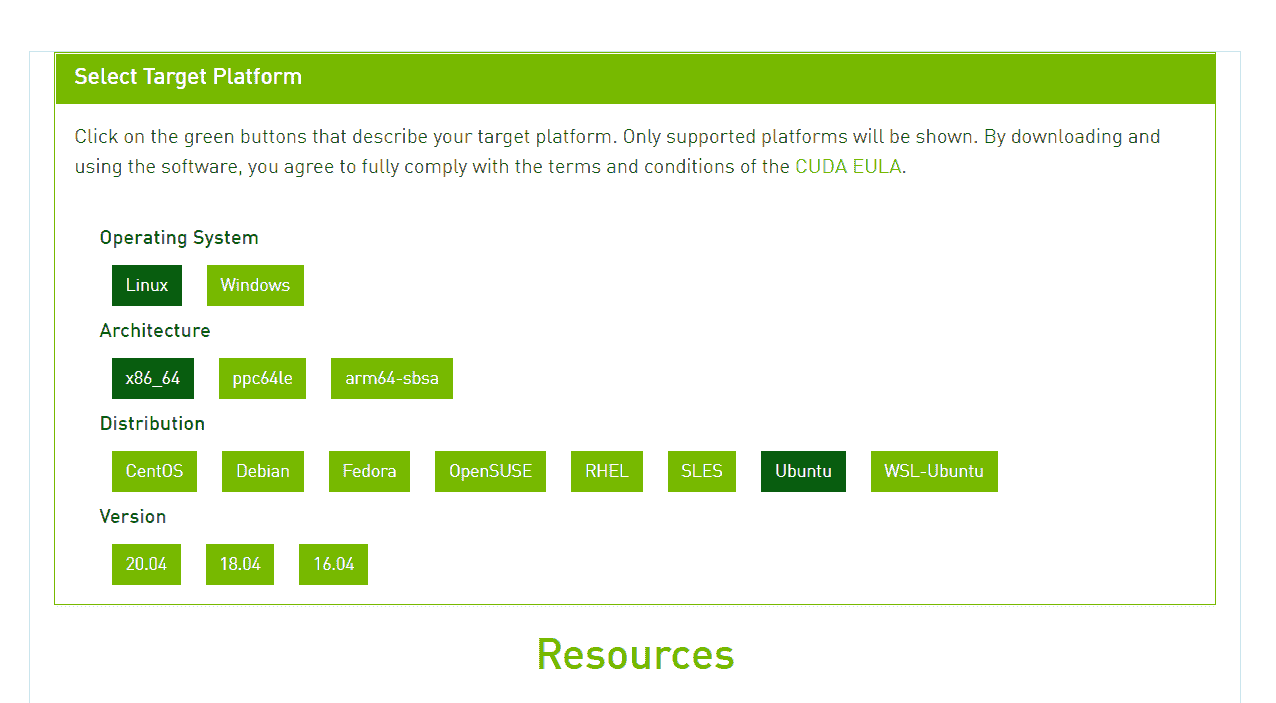 Select Target Platform
Click on the green buttons that describe your target platform. Only supported platforms will be shown. By downloading and
using the software, you agree to fully comply with the terms and conditions of the CUDA EULA.
Operating System
Linux Windows
Architecture
x86_64 ppc64le arm64-sbsa
Distribution
CentOS Debian Fedora OpenSUSE RHEL SLES Ubuntu WSL-Ubuntu
Version
20.04 18.04 16.04
Resources